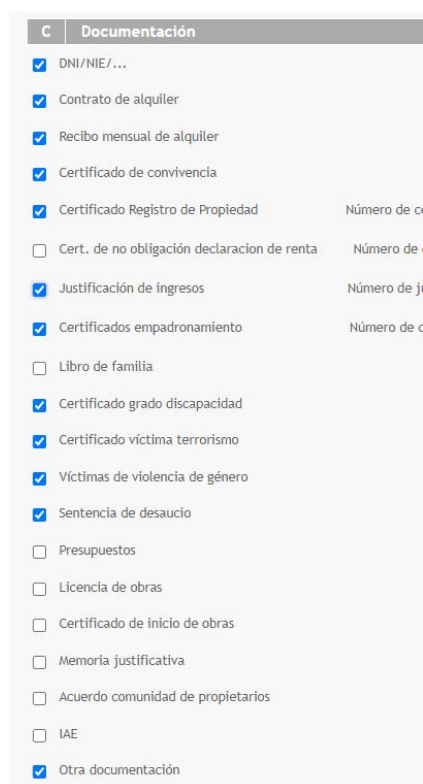 C Documentación
DNI/NIE/...
Contrato de alquiler
Recibo mensual de alquiler
Certificado de convivencia
Certificado Registro de Propiedad Número de
Cert. de no obligación declaracion de renta Número de
Justificación de ingresos Número de
Certificados empadronamiento Número de
Libro de familia
Certificado grado discapacidad
Certificado víctima terrorismo
Víctimas de violencia de género
Sentencia de desaucio
Presupuestos
Licencia de obras
Certificado de inicio de obras
Memoria justificativa
Acuerdo comunidad de propietarios
IAE
Otra documentación